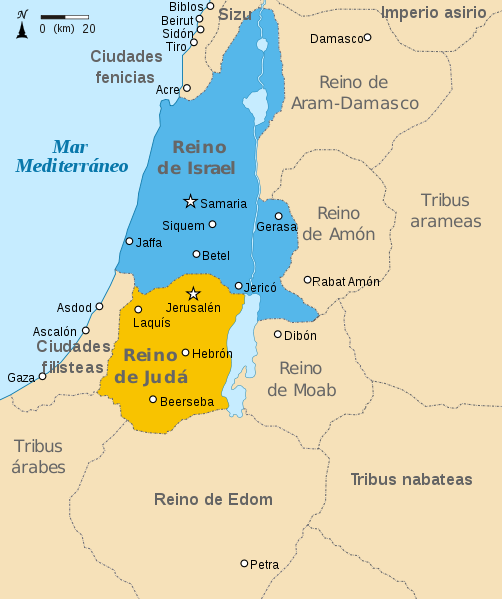 N
0 (km) 20
Biblos
Beirut
Sidón
Tiro
Sizu
Imperio asirio
Damasco
Ciudades
fenicias
Acre
Reino de
Aram-Damasco
Mar
Mediterráneo
Reino
de Israel
Samaria
Siquem
Gerasa
Reino
de Amón
Tribus
arameas
Jaffa
Betel
Jericó
Rabat Amón
Asdod
Jerusalén
Laquís
Ascalón
Ciudades
filisteas
Dibón
Reino
de Judá
Hebrón
Reino
de Moab
Gaza
Beerseba
Tribus
árabes
Reino de Edom
Tribus nabateas
Petra